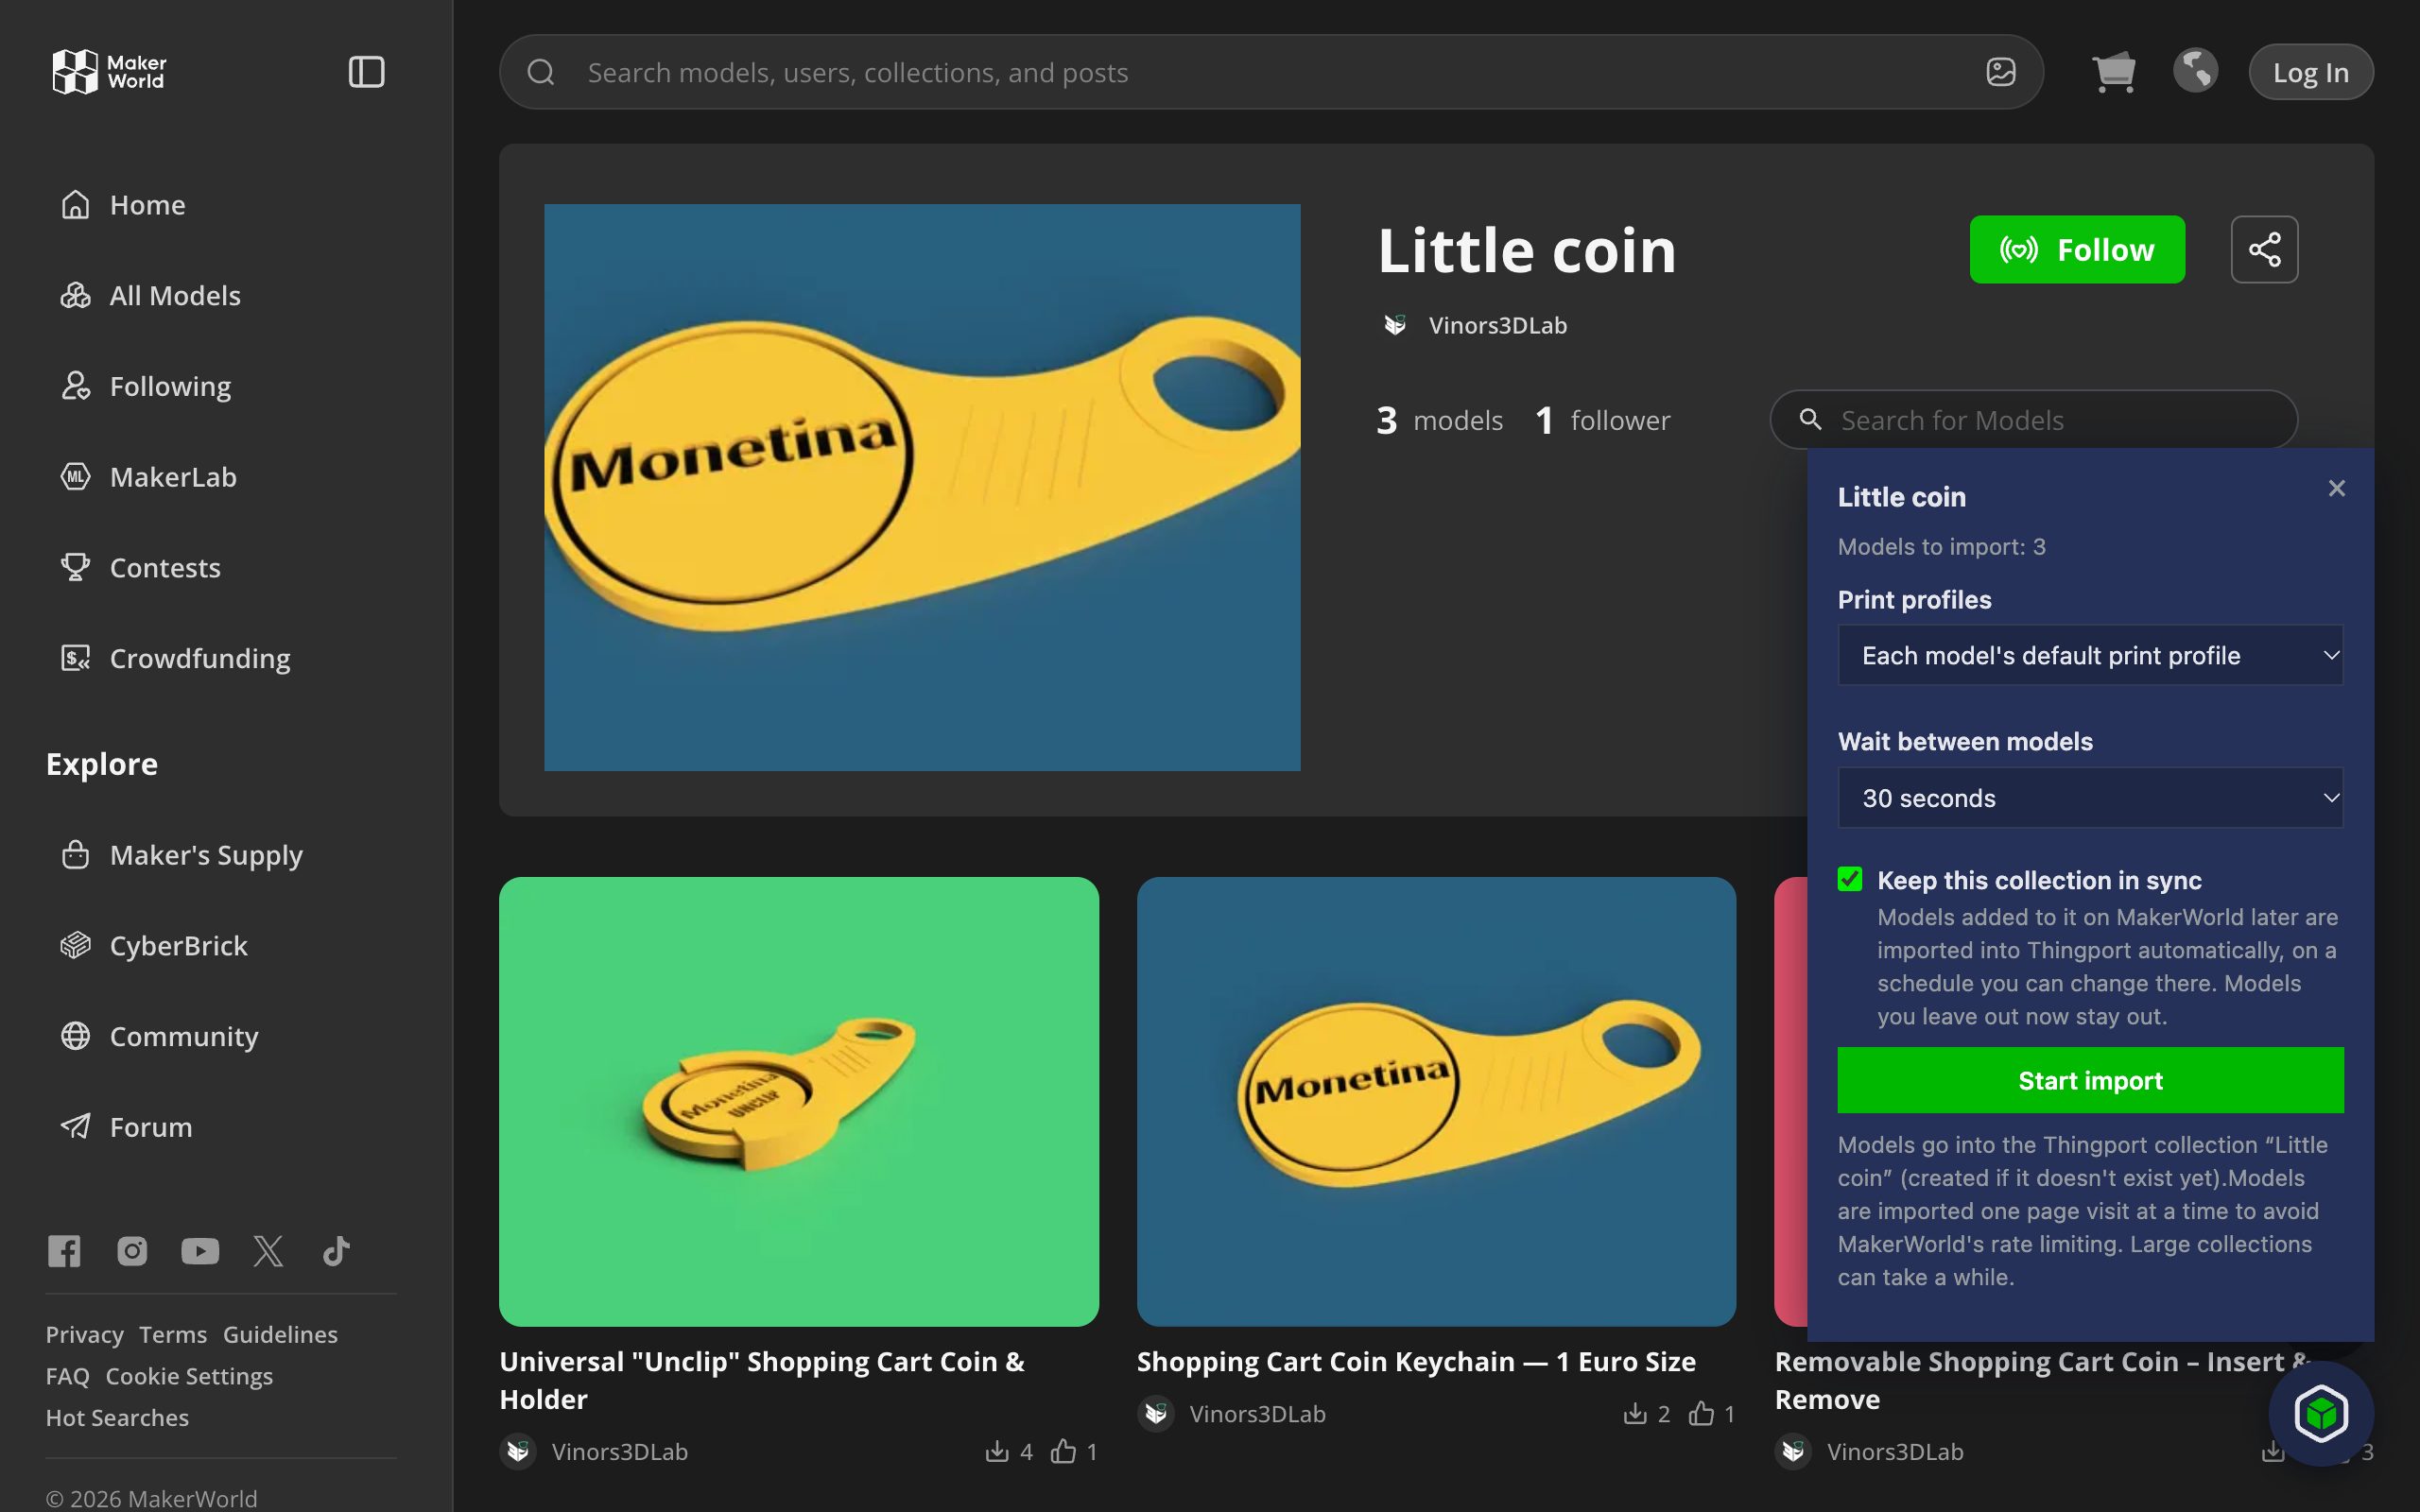 Maker World
Search models, users, collections, and posts
Log In
Home
All Models
Following
ML
MakerLab
Contests
Crowdfunding
Explore
Maker's Supply
CyberBrick
Community
Forum
Privacy Terms Guidelines
FAQ Cookie Settings
Hot Searches
© 2026 MakerWorld
Monetina
Little coin
Follow
Vinors3DLab
3 models 1 follower
Search for Models
Little coin
Models to import: 3
Print profiles
Each model's default print profile
Wait between models
30 seconds
Keep this collection in sync
Models added to it on MakerWorld later are
imported into Thingport automatically, on a
schedule you can change there. Models
you leave out now stay out.
Start import
Models go into the Thingport collection “Little
coin” (created if it doesn't exist yet).Models
are imported one page visit at a time to avoid
MakerWorld's rate limiting. Large collections
can take a while.
Monetina
UNCLIP
Universal "Unclip" Shopping Cart Coin &
Holder
Vinors3DLab
4 1
Monetina
Shopping Cart Coin Keychain — 1 Euro Size
Vinors3DLab
2 1
Removable Shopping Cart Coin – Insert &
Remove
Vinors3DLab
3